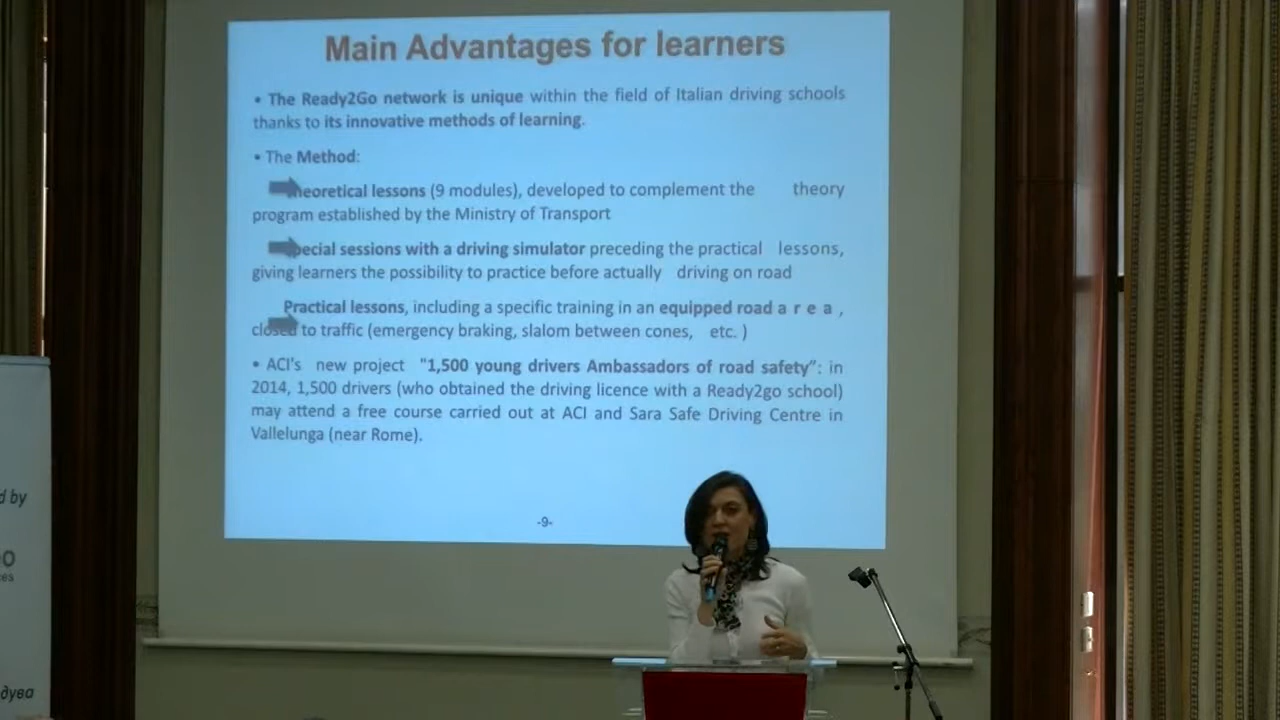 Main Advantages for learners
• The Ready2Go network is unique within the field of Italian driving schools
thanks to its innovative methods of learning.
• The Method:
heoretical lessons (9 modules), developed to complement the theory
program established by the Ministry of Transport
pecial sessions with a driving simulator preceding the practical lessons,
giving learners the possibility to practice before actually driving on road
Practical lessons, including a specific training in an equipped road a r e a ,
closed to traffic (emergency braking, slalom between cones, etc. )
• ACI's new project "1,500 young drivers Ambassadors of road safety": in
2014, 1,500 drivers (who obtained the driving licence with a Ready2go school)
may attend a free course carried out at ACI and Sara Safe Driving Centre in
Vallelunga (near Rome).
-9-
d by
дува